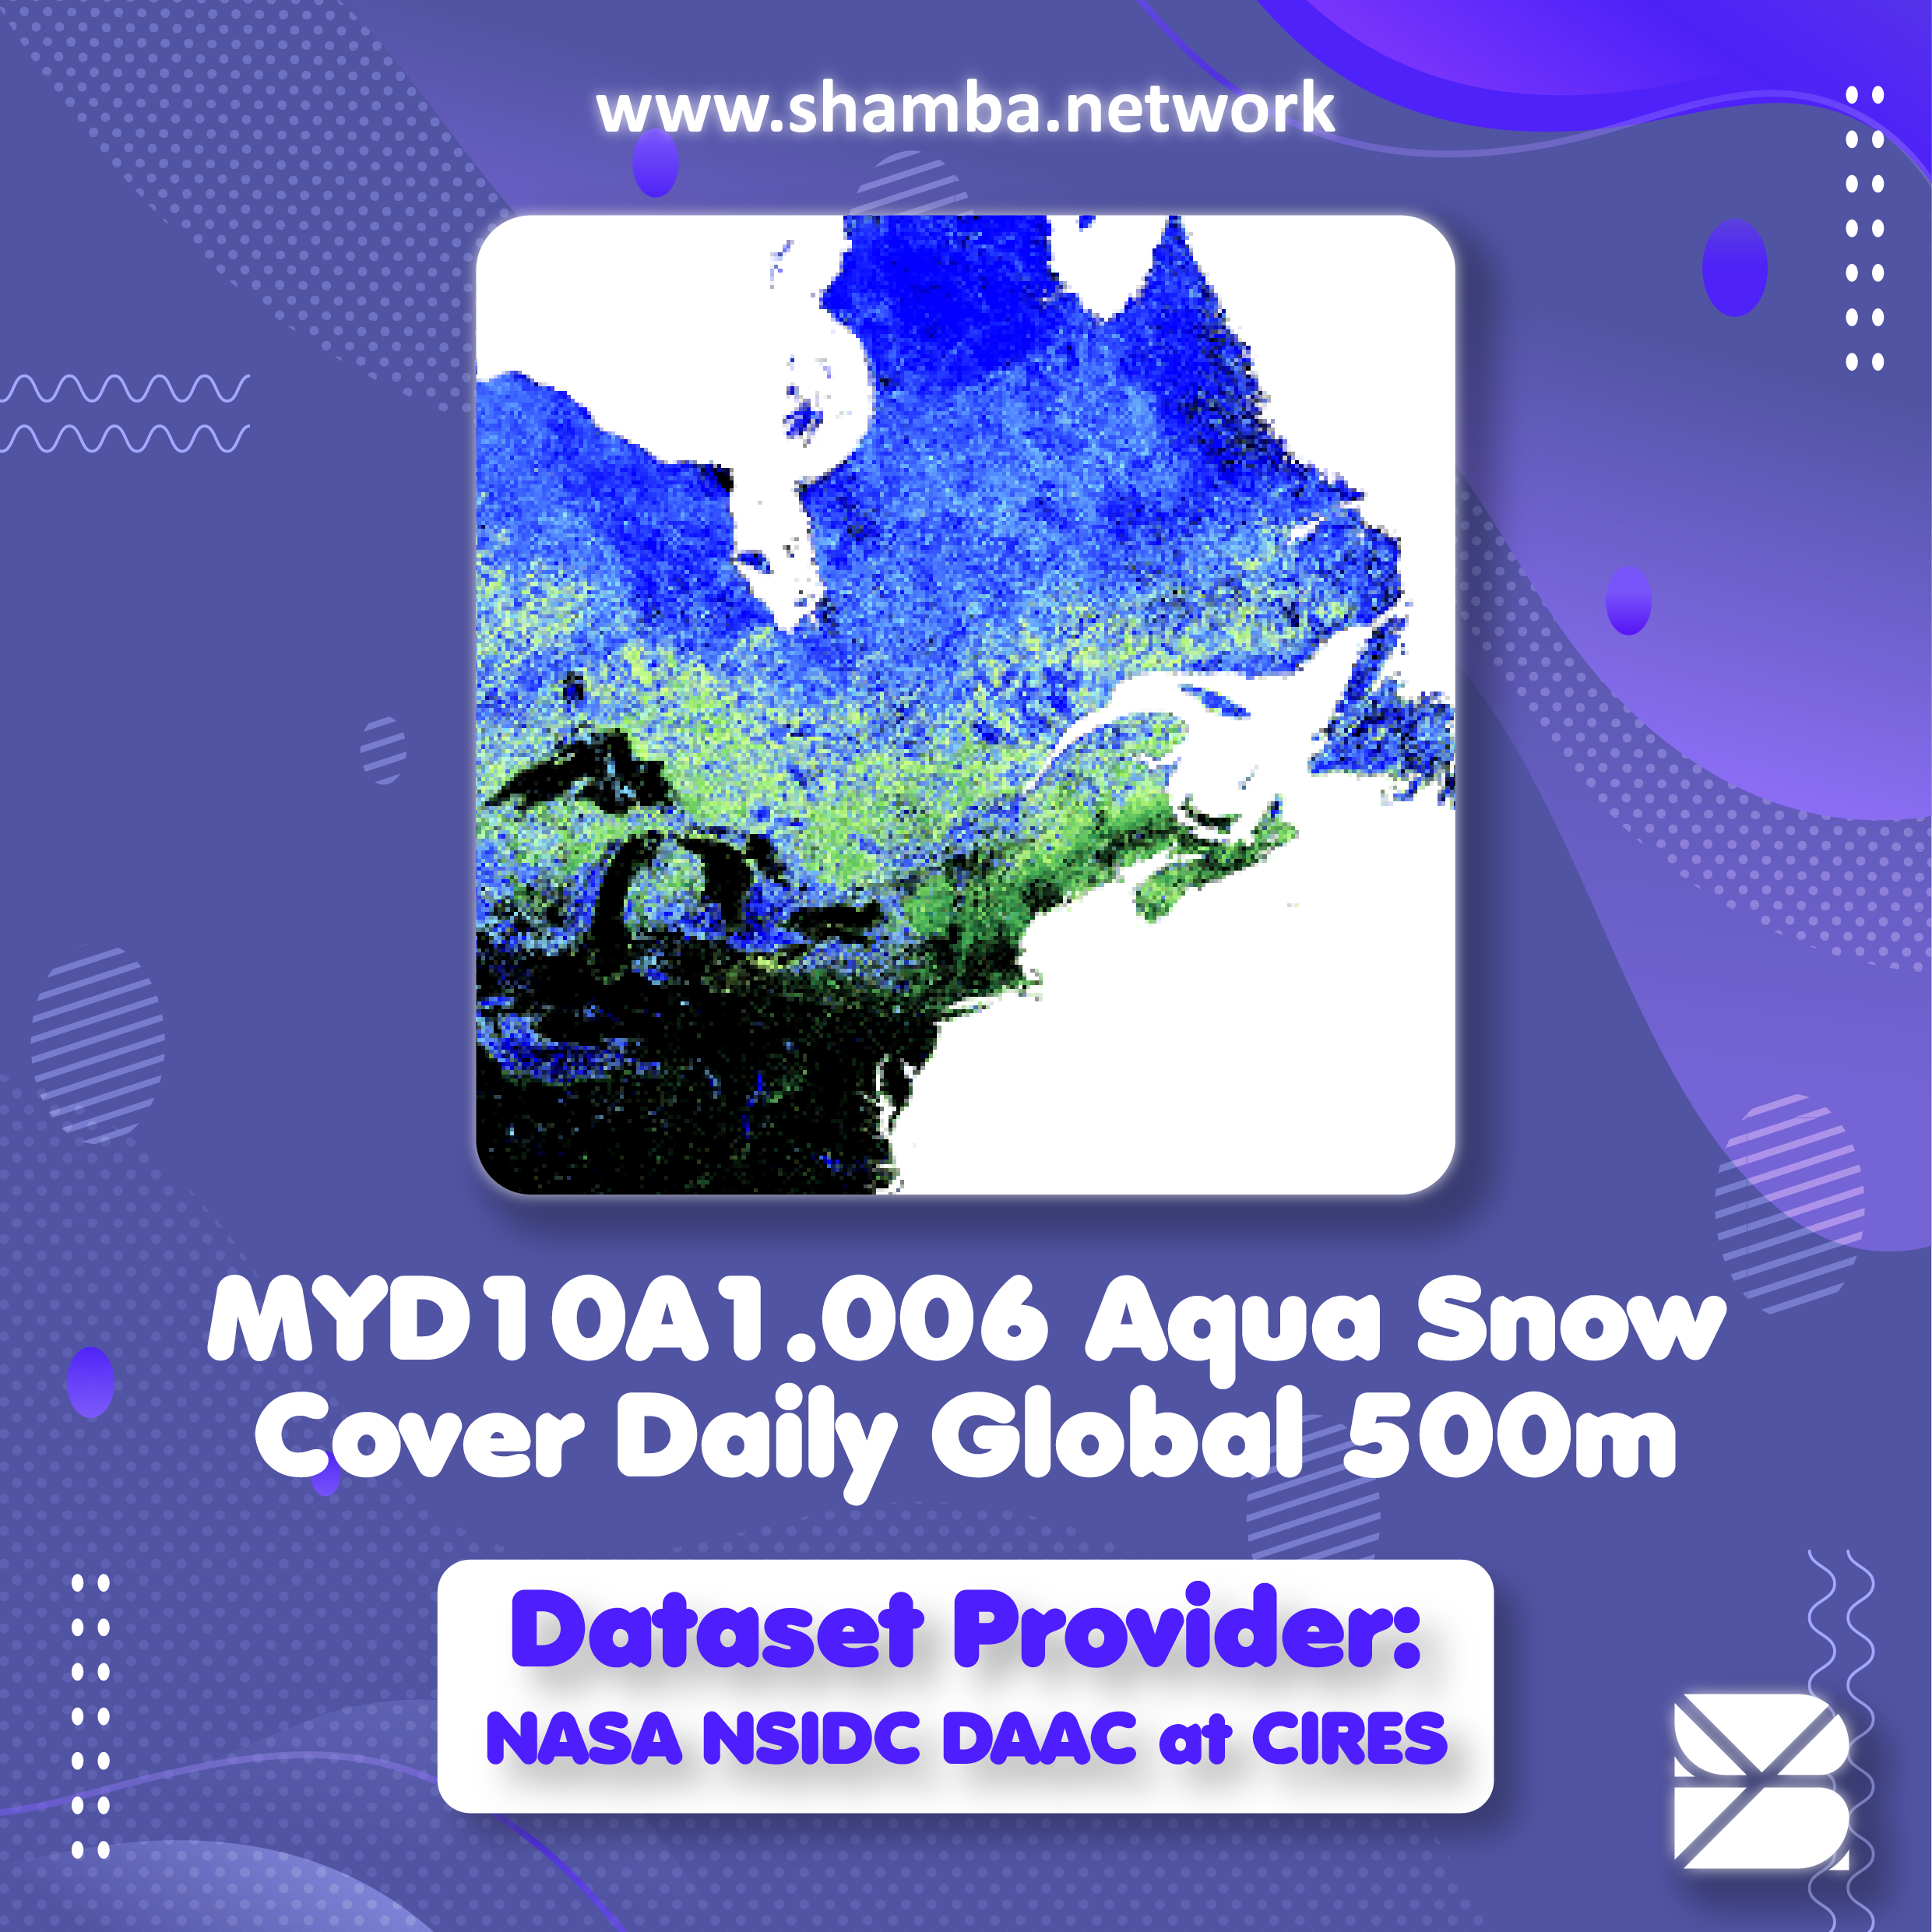 www.shamba.network
MYD10A1.006 Aqua Snow
Cover Daily Global 500m
Dataset Provider:
NASA NSIDC DAAC at CIRES